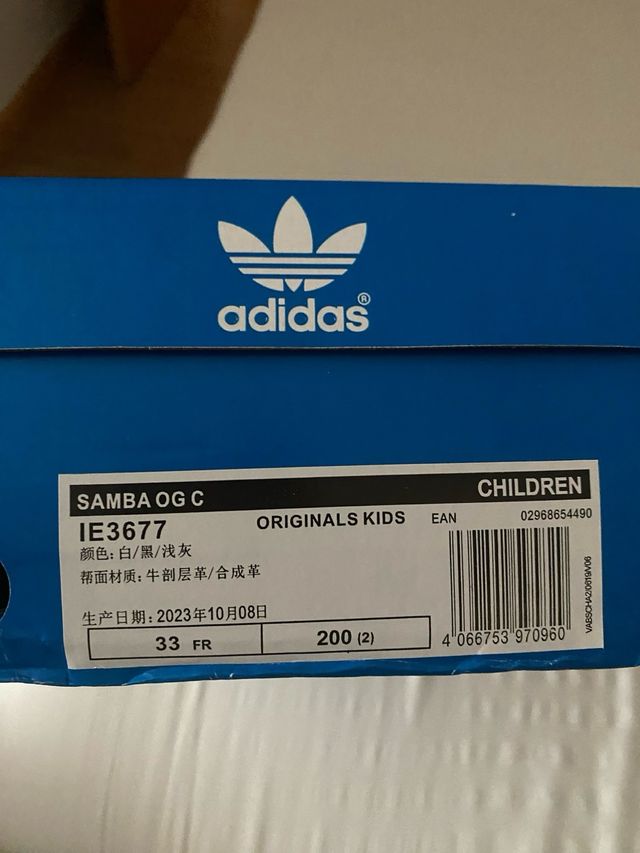 adidas®
SAMBA OG C CHILDREN
IE3677 ORIGINALS KIDS EAN 02968654490
颜色: 白/黑/浅灰
帮面材质: 牛剖层革/合成革
生产日期: 2023年10月08日
33 FR 200 (2)
4 066753 970960